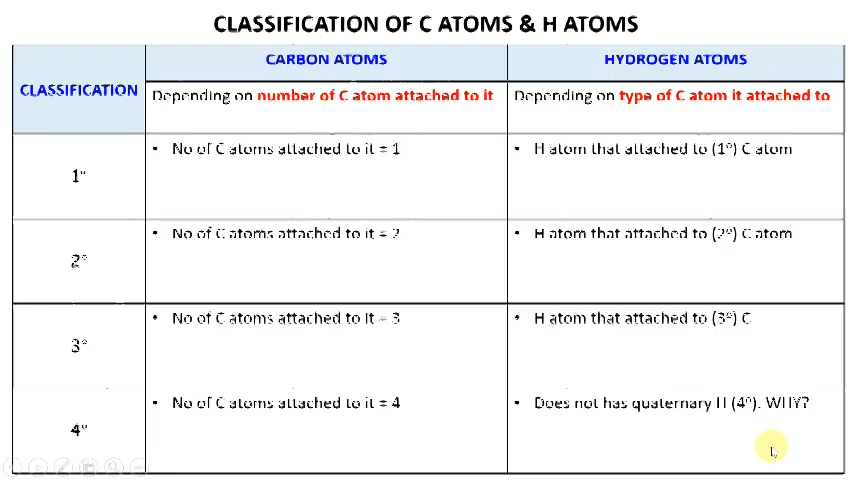 CLASSIFICATION OF C ATOMS & H ATOMS
CLASSIFICATION
CARBON ATOMS
HYDROGEN ATOMS
Depending on number of C atom attached to it
Depending on type of C atom it attached to
1°
• No of C atoms attached to it = 1
• H atom that attached to (1°) C atom
2°
• No of C atoms attached to it = 2
• H atom that attached to (2°) C atom
3°
• No of C atoms attached to it = 3
• H atom that attached to (3°) C
4°
• No of C atoms attached to it = 4
• Does not has quaternary H (4°). WHY?